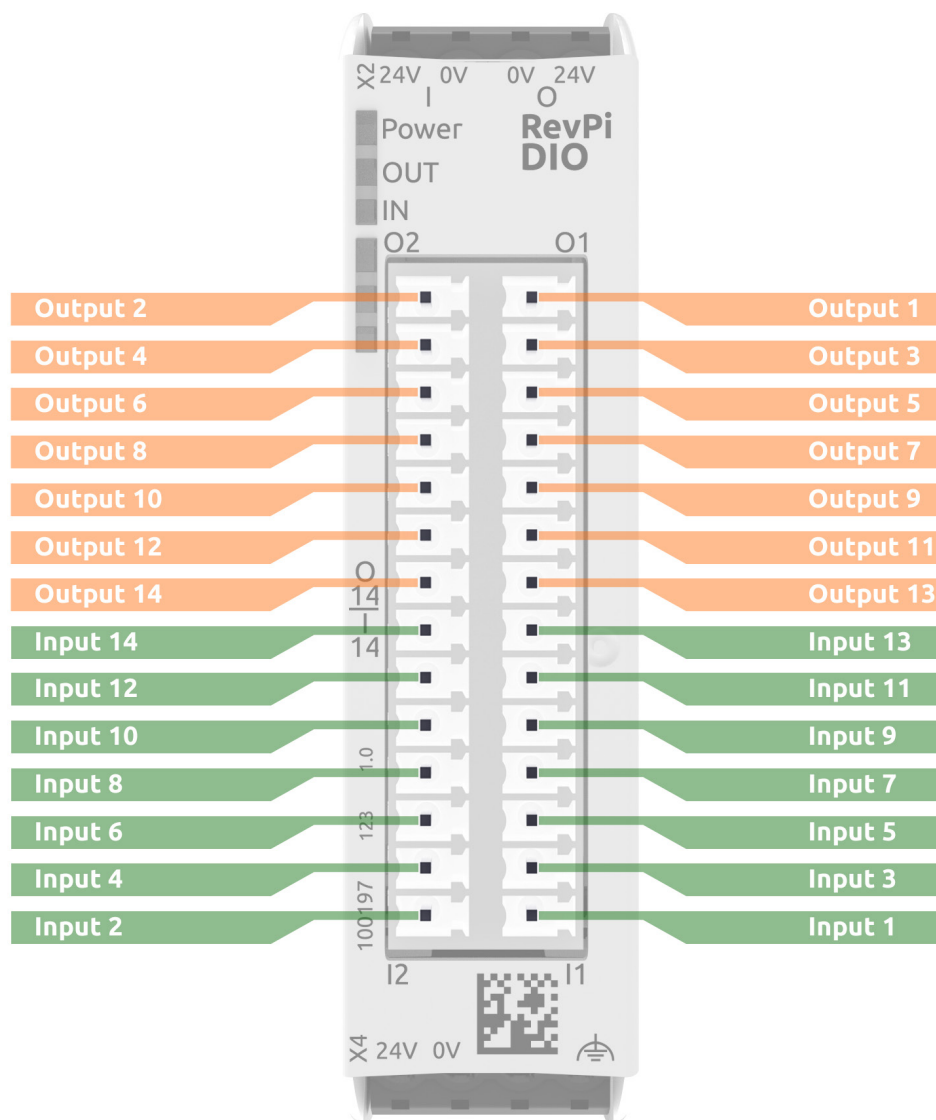 X2 24V 0V 0V 24V
I O
Power RevPi
OUT DIO
IN
O2 O1
Output 2 Output 1
Output 4 Output 3
Output 6 Output 5
Output 8 Output 7
Output 10 Output 9
Output 12 Output 11
Output 14 Output 13
O
14
I
14
Input 14 Input 13
Input 12 Input 11
Input 10 Input 9
1.0
Input 8 Input 7
123
Input 6 Input 5
Input 4 Input 3
100197
Input 2 Input 1
I2 I1
X4 24V 0V